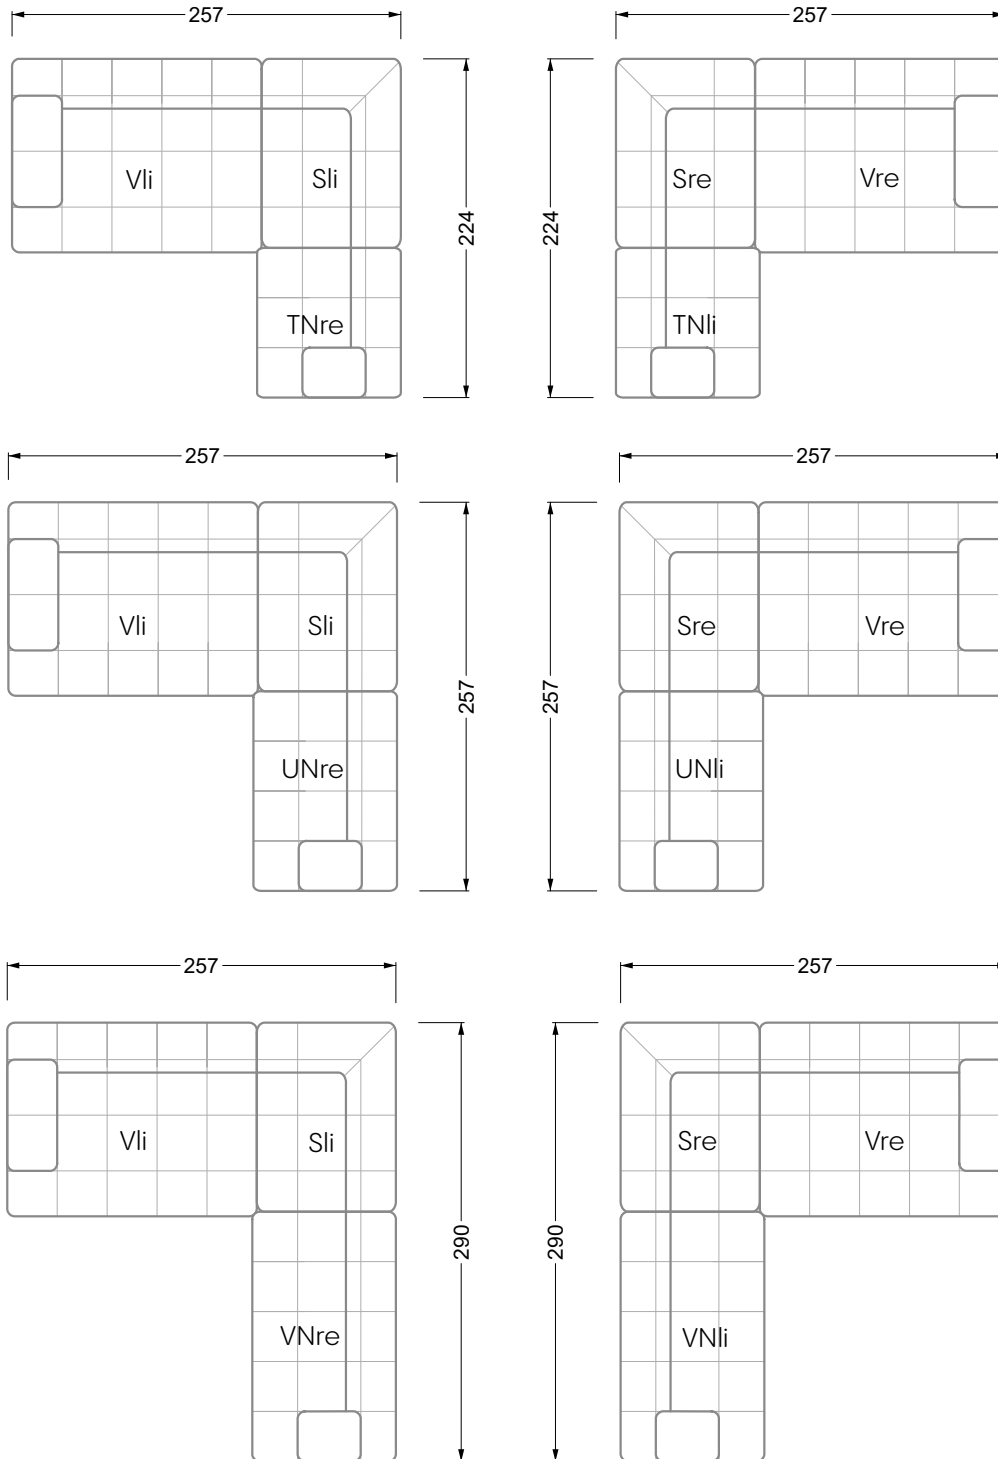 257 257
Vli Sli Sre Vre
224 224
TNre TNli
257 257
Vli Sli Sre Vre
257 257
UNre UNli
257 257
Vli Sli Sre Vre
290 290
VNre VNli